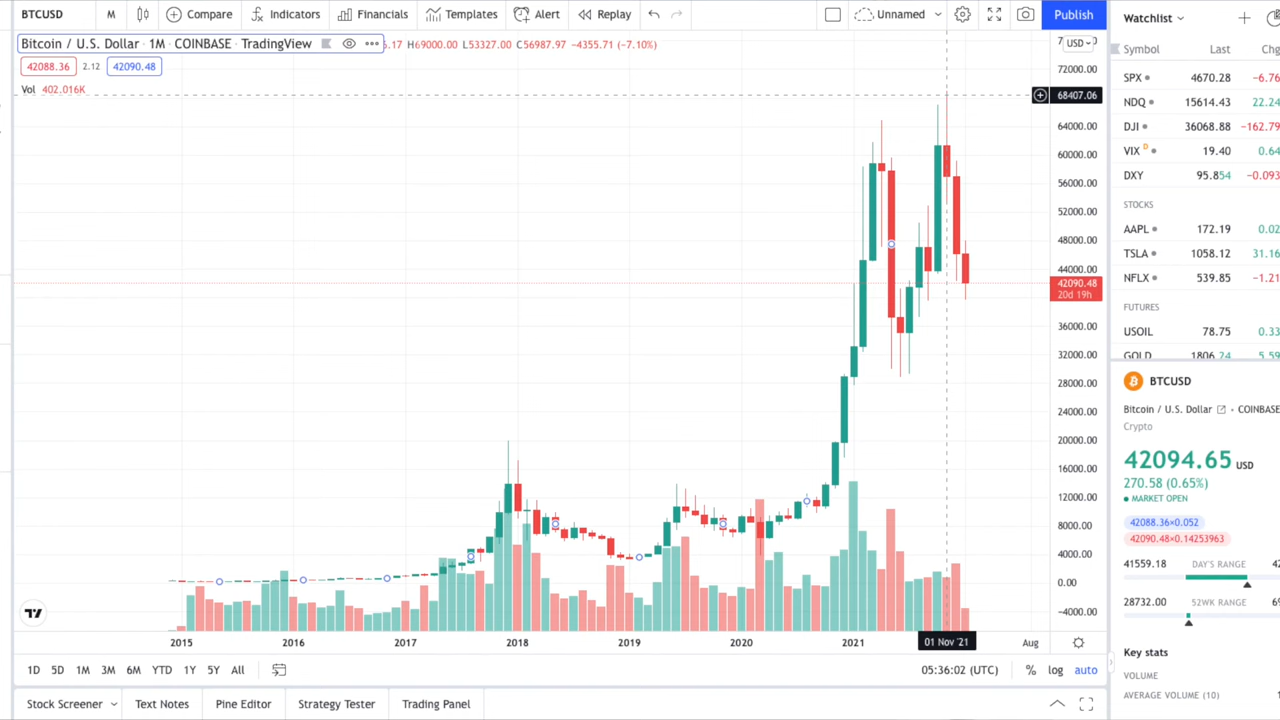 BTCUSD M Compare Indicators Financials Templates Alert Replay Unnamed Publish
Bitcoin / U.S. Dollar · 1M · COINBASE · TradingView 6.17 H69000.00 L53327.00 C56987.97 −4355.71 (−7.10%)
42088.36 2.12 42090.48
Vol 402.016K
USD
72000.00
68407.06
64000.00
60000.00
56000.00
52000.00
48000.00
44000.00
42090.48
20d 19h
36000.00
32000.00
28000.00
24000.00
20000.00
16000.00
12000.00
8000.00
4000.00
0.00
−4000.00
2015 2016 2017 2018 2019 2020 2021 01 Nov '21 Aug
1D 5D 1M 3M 6M YTD 1Y 5Y All 05:36:02 (UTC) % log auto
Stock Screener Text Notes Pine Editor Strategy Tester Trading Panel
Watchlist
Symbol Last Chg
SPX 4670.28 −6.76
NDQ 15614.43 22.24
DJI 36068.88 −162.79
VIX D 19.40 0.64
DXY 95.854 −0.093
STOCKS
AAPL 172.19 0.02
TSLA 1058.12 31.16
NFLX 539.85 −1.21
FUTURES
USOIL 78.75 0.33
GOLD 1806.24 5.59
BTCUSD
Bitcoin / U.S. Dollar · COINBASE
Crypto
42094.65 USD
270.58 (0.65%)
MARKET OPEN
42088.36×0.052
42090.48×0.14253963
41559.18 DAY'S RANGE
28732.00 52WK RANGE
Key stats
VOLUME
AVERAGE VOLUME (10)